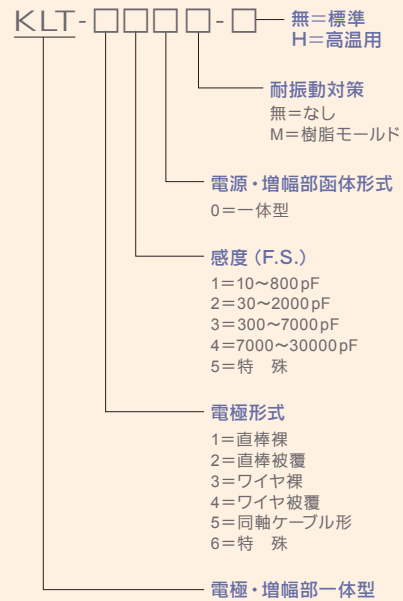 KLT-□□□□-□
無＝標準
H＝高温用
耐振動対策
無＝なし
M＝樹脂モールド
電源・増幅部函体形式
0＝一体型
感度（F.S.）
1＝10～800pF
2＝30～2000pF
3＝300～7000pF
4＝7000～30000pF
5＝特　殊
電極形式
1＝直棒裸
2＝直棒被覆
3＝ワイヤ裸
4＝ワイヤ被覆
5＝同軸ケーブル形
6＝特　殊
電極・増幅部一体型